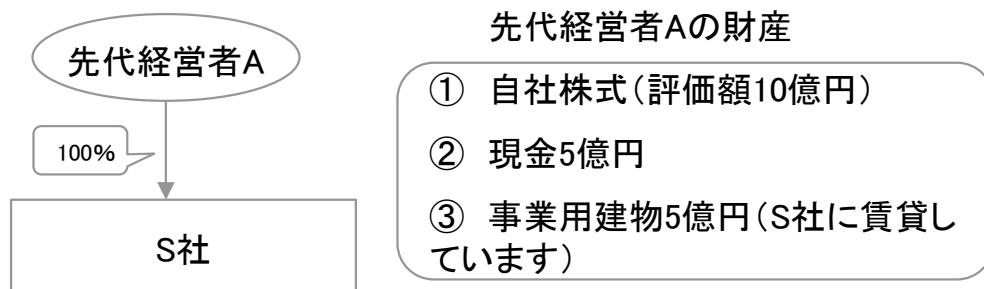 先代経営者Aの財産
先代経営者A
100%
S社
① 自社株式(評価額10億円)
② 現金5億円
③ 事業用建物5億円(S社に賃貸し
ています)